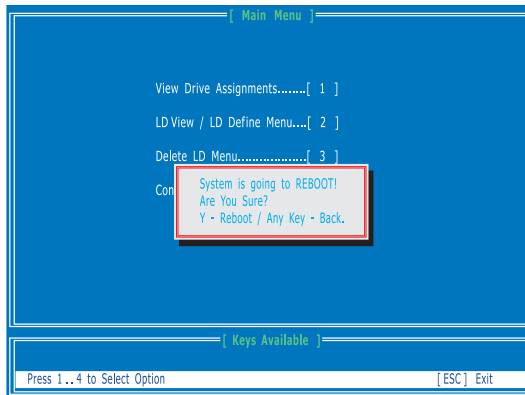 [ Main Menu ]
View Drive Assignments........[ 1 ]
LD View / LD Define Menu....[ 2 ]
Delete LD Menu...................[ 3 ]
Con
System is going to REBOOT!
Are You Sure?
Y - Reboot / Any Key - Back.
[ Keys Available ]
Press 1..4 to Select Option [ESC] Exit